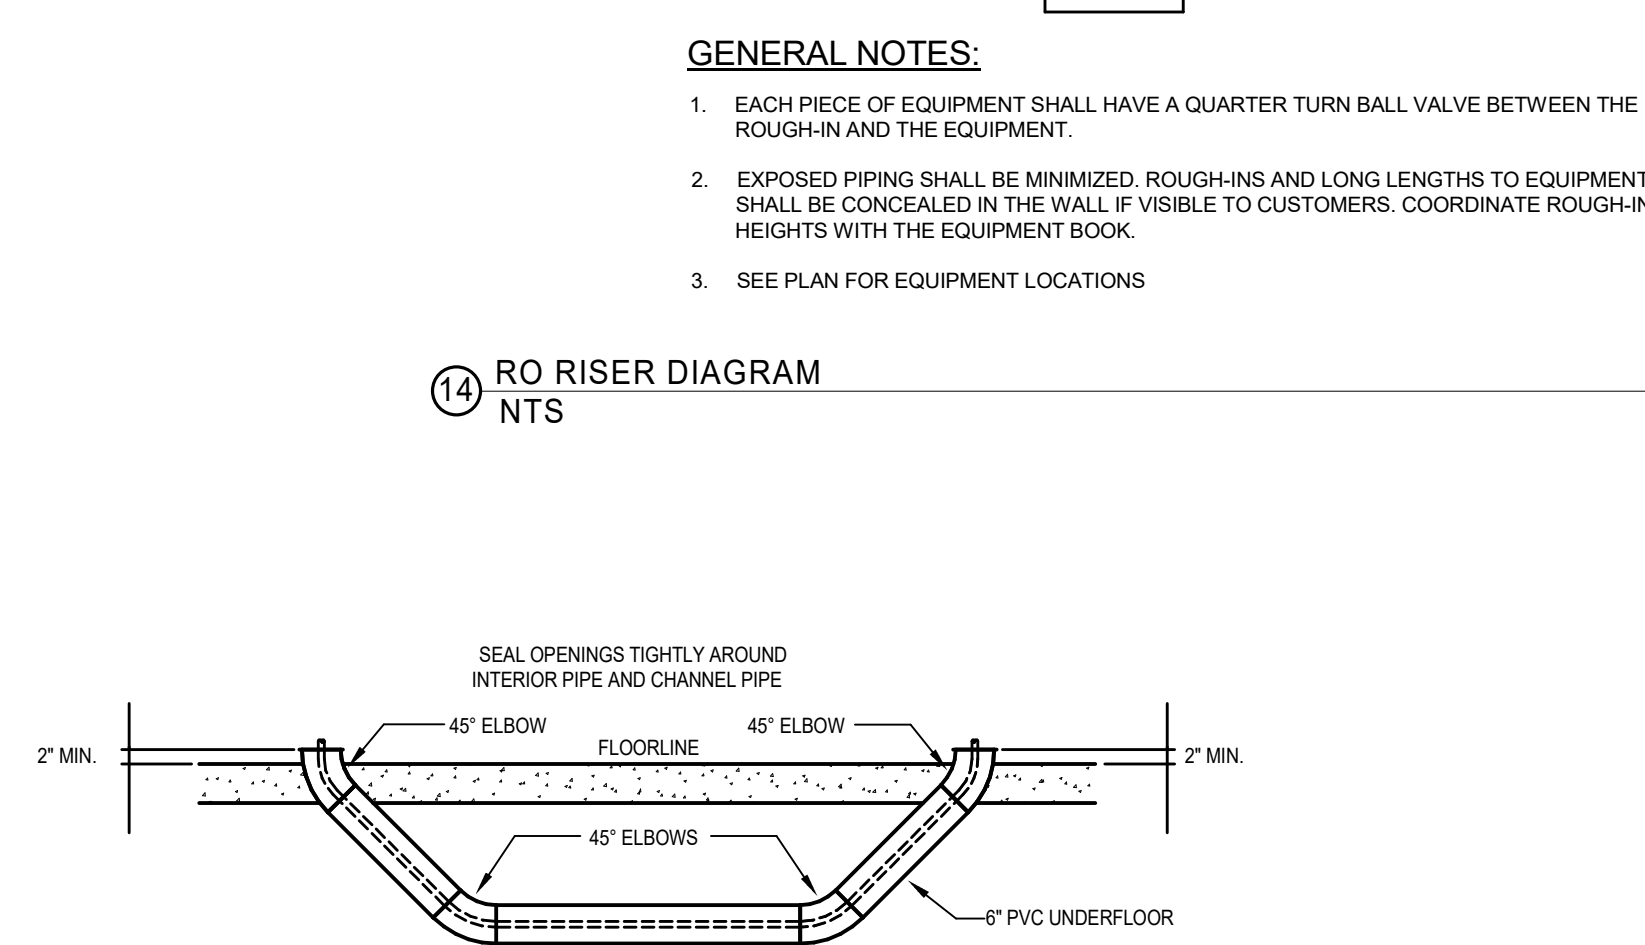 GENERAL NOTES:
1. EACH PIECE OF EQUIPMENT SHALL HAVE A QUARTER TURN BALL VALVE BETWEEN THE
ROUGH-IN AND THE EQUIPMENT.
2. EXPOSED PIPING SHALL BE MINIMIZED. ROUGH-INS AND LONG LENGTHS TO EQUIPMENT
SHALL BE CONCEALED IN THE WALL IF VISIBLE TO CUSTOMERS. COORDINATE ROUGH-IN
HEIGHTS WITH THE EQUIPMENT BOOK.
3. SEE PLAN FOR EQUIPMENT LOCATIONS
14 RO RISER DIAGRAM
NTS
SEAL OPENINGS TIGHTLY AROUND
INTERIOR PIPE AND CHANNEL PIPE
45° ELBOW 45° ELBOW
FLOORLINE
2" MIN. 2" MIN.
45° ELBOWS
6" PVC UNDERFLOOR